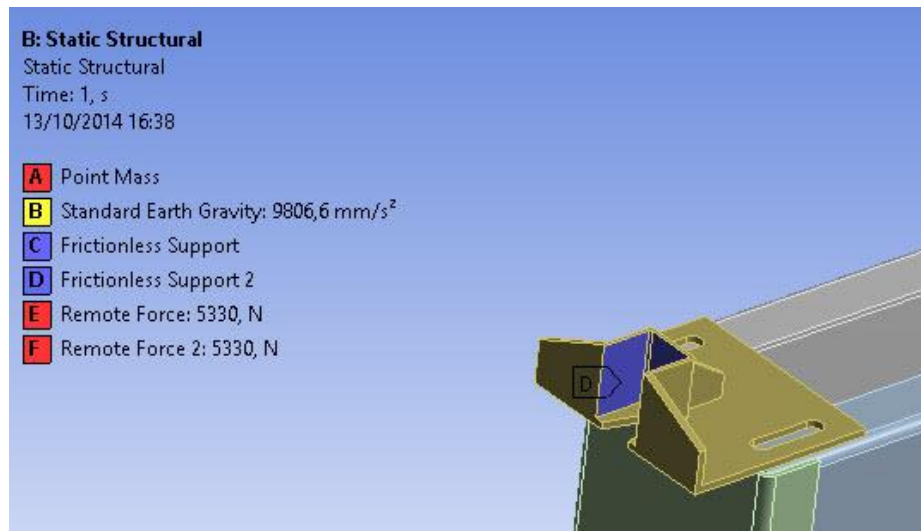 B: Static Structural
Static Structural
Time: 1, s
13/10/2014 16:38
A Point Mass
B Standard Earth Gravity: 9806,6 mm/s²
C Frictionless Support
D Frictionless Support 2
E Remote Force: 5330, N
F Remote Force 2: 5330, N
D